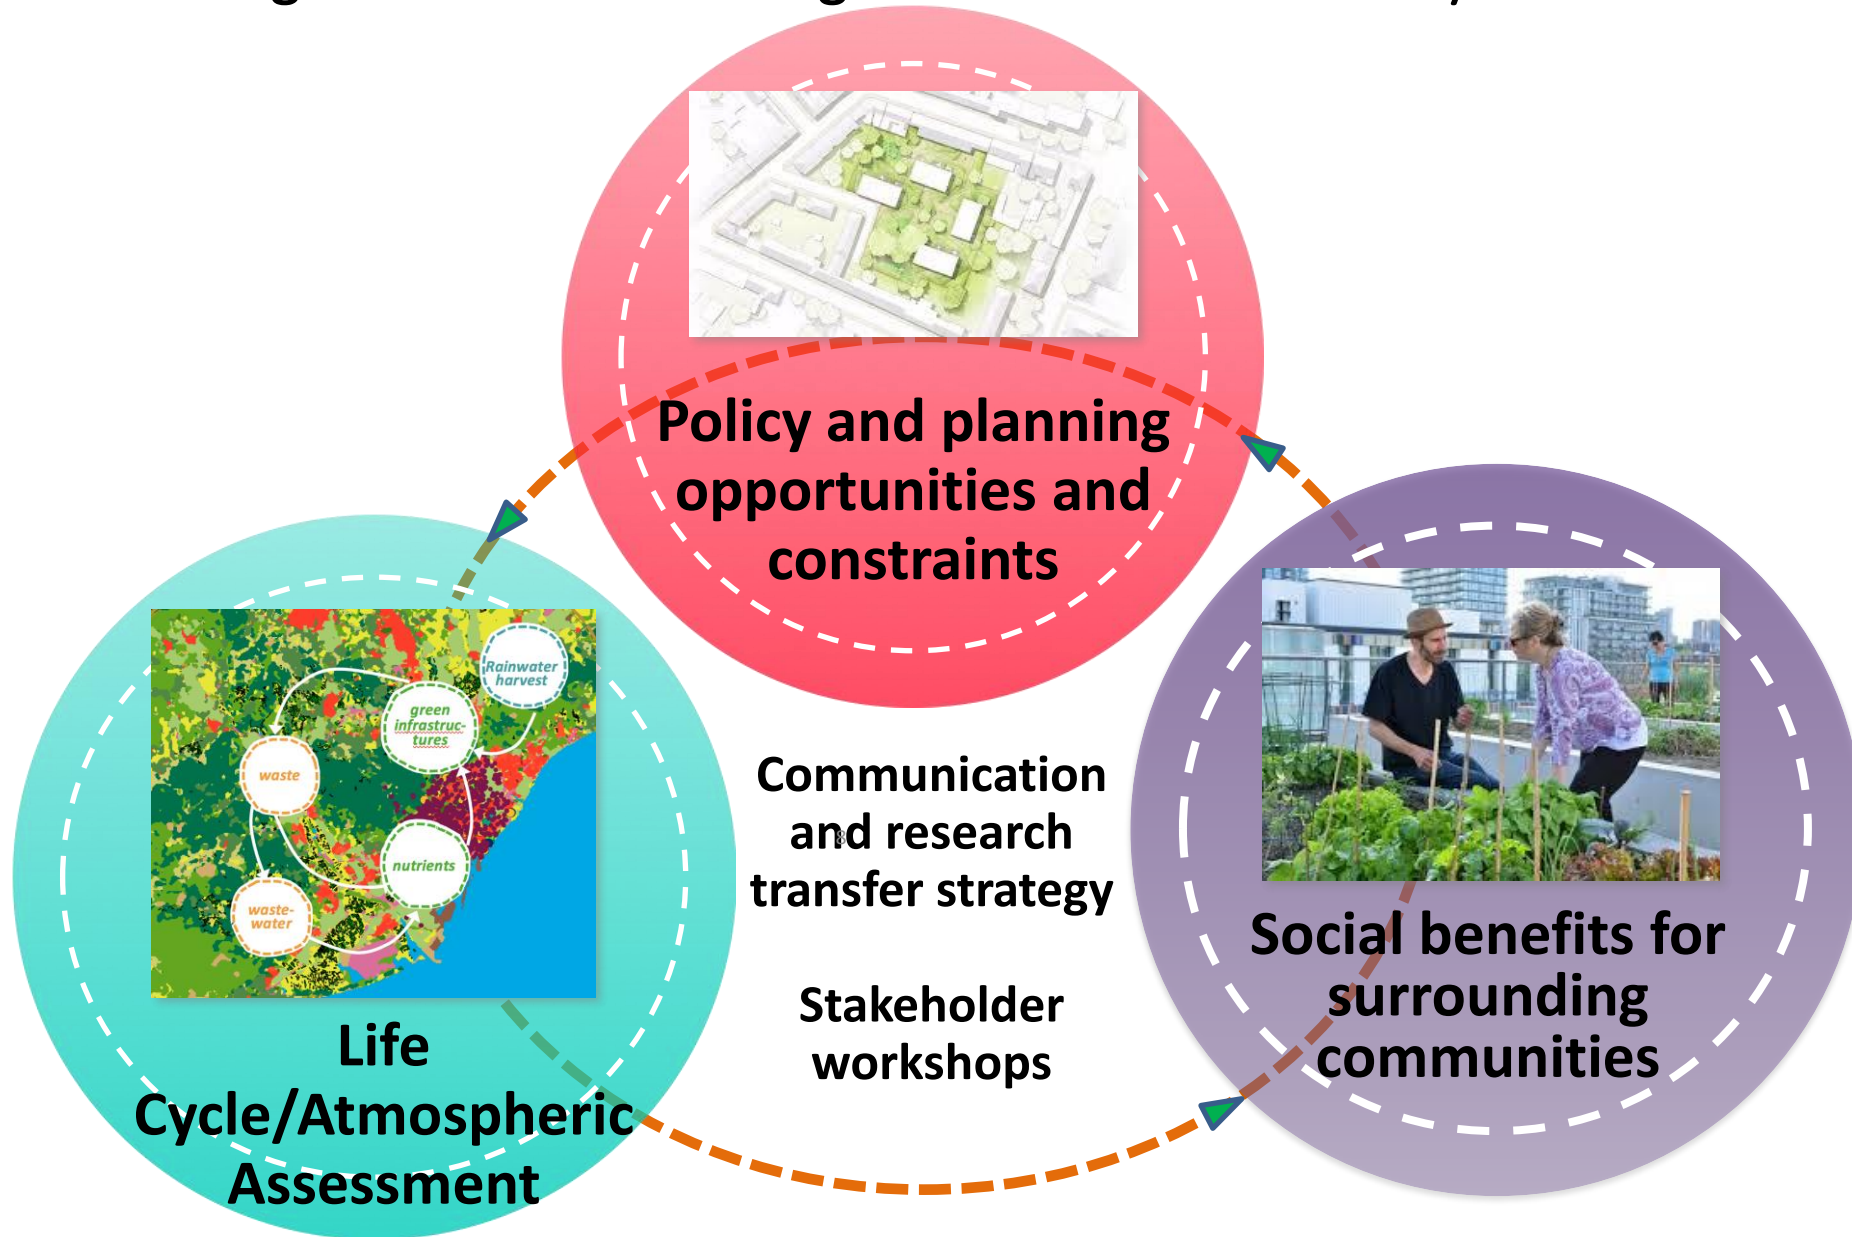 Policy and planning
opportunities and
constraints
Rainwater
harvest
green
infrastruc-
tures
waste
nutrients
waste-
water
Life
Cycle/Atmospheric
Assessment
Communication
and research
transfer strategy
8
Stakeholder
workshops
Social benefits for
surrounding
communities